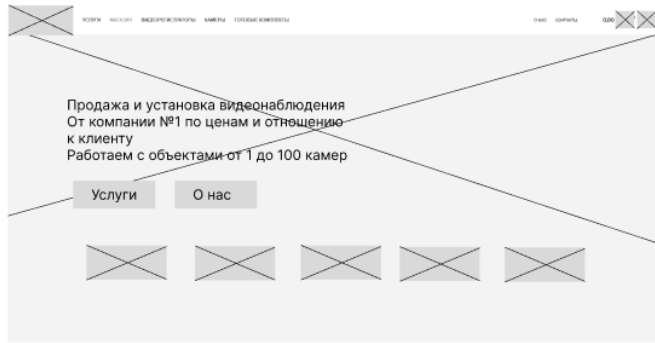 УСЛУГИ МАГАЗИН ВИДЕОРЕГИСТРАТОРЫ КАМЕРЫ ГОТОВЫЕ КОМПЛЕКТЫ О НАС КОНТАКТЫ 0,00
Продажа и установка видеонаблюдения
От компании №1 по ценам и отношению
к клиенту
Работаем с объектами от 1 до 100 камер
Услуги О нас